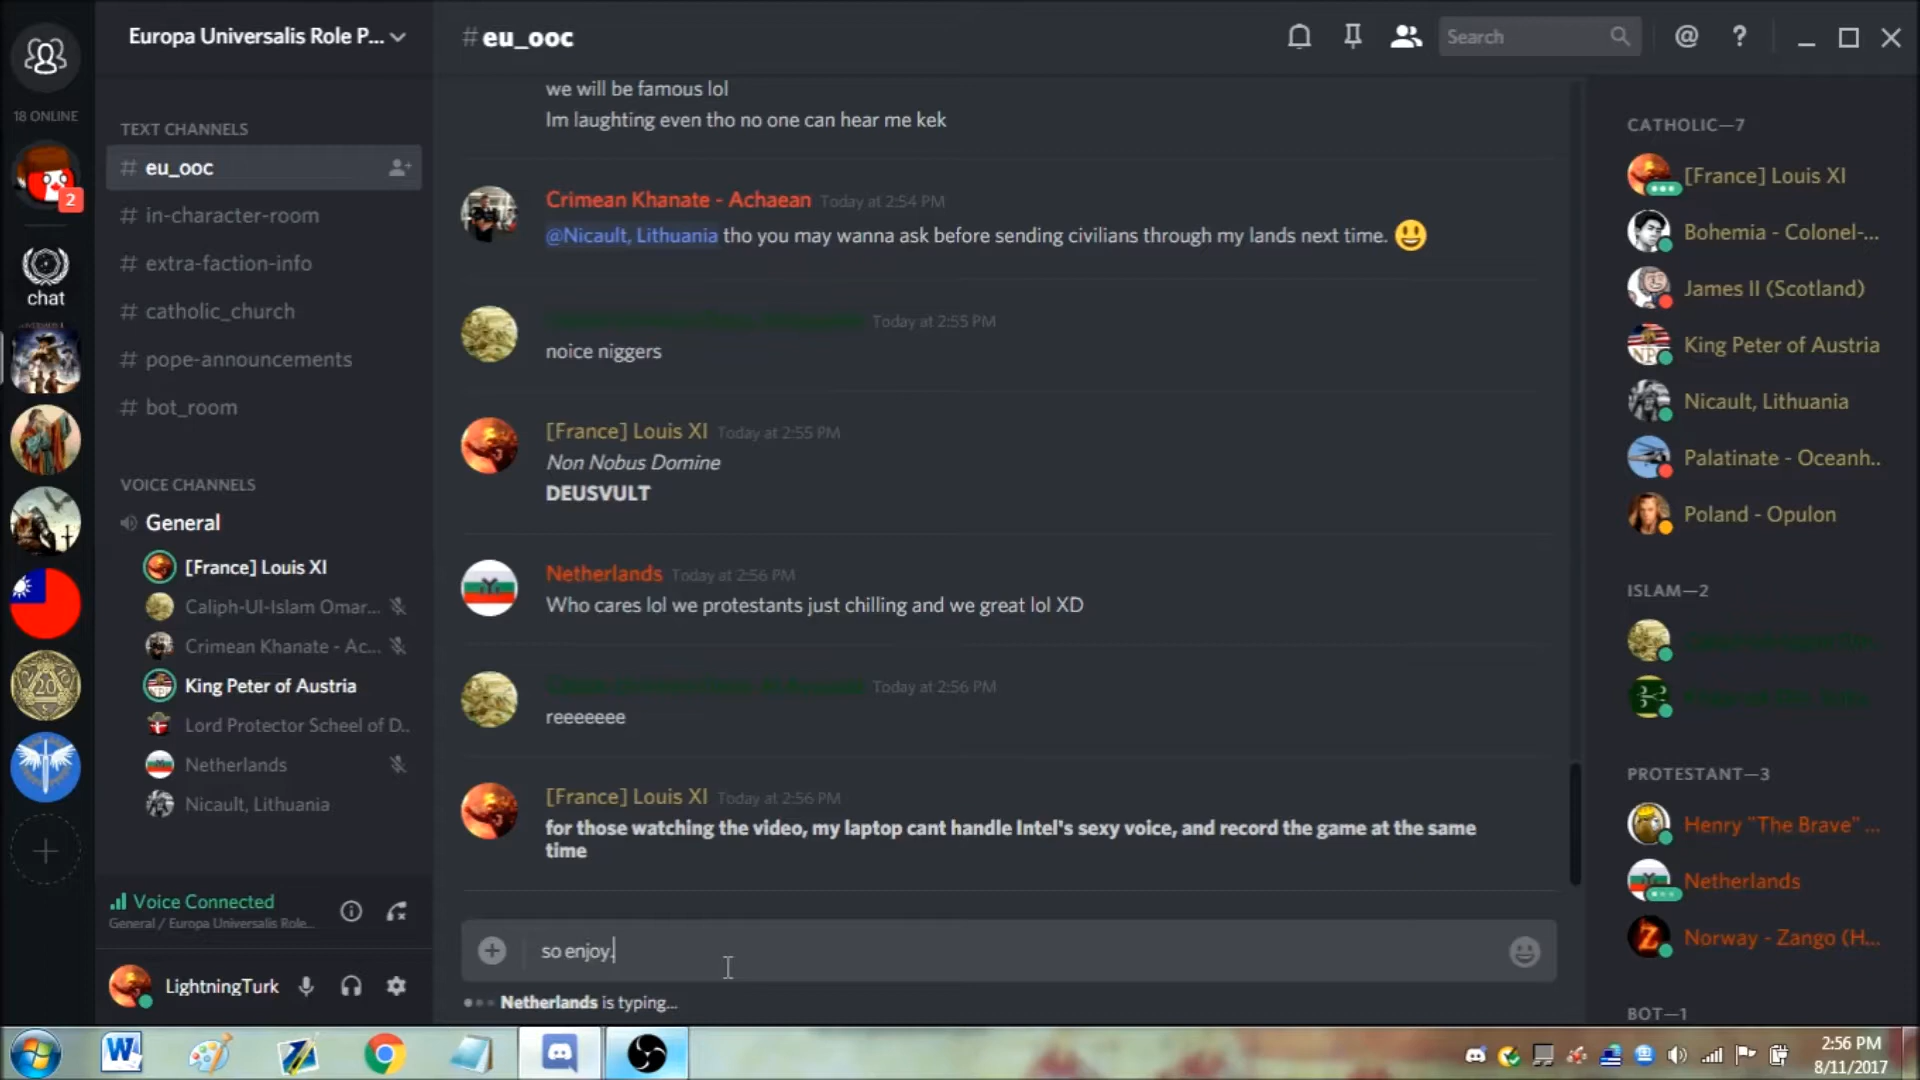 Europa Universalis Role P...
#eu_ooc
Search
@
?
18 ONLINE
2
chat
TEXT CHANNELS
# eu_ooc
# in-character-room
# extra-faction-info
# catholic_church
# pope-announcements
# bot_room
VOICE CHANNELS
General
[France] Louis XI
Caliph-Ul-Islam Omar...
Crimean Khanate - Ac...
King Peter of Austria
Lord Protector Scheel of D..
Netherlands
Nicault, Lithuania
Voice Connected
General / Europa Universalis Role...
LightningTurk
we will be famous lol
Im laughting even tho no one can hear me kek
Crimean Khanate - Achaean Today at 2:54 PM
@Nicault, Lithuania tho you may wanna ask before sending civilians through my lands next time.
Today at 2:55 PM
noice niggers
[France] Louis XI Today at 2:55 PM
Non Nobus Domine
DEUSVULT
Netherlands Today at 2:56 PM
Who cares lol we protestants just chilling and we great lol XD
Today at 2:56 PM
reeeeeee
[France] Louis XI Today at 2:56 PM
for those watching the video, my laptop cant handle Intel's sexy voice, and record the game at the same
time
so enjoy.
Netherlands is typing...
CATHOLIC—7
[France] Louis XI
Bohemia - Colonel-...
James II (Scotland)
King Peter of Austria
Nicault, Lithuania
Palatinate - Oceanh..
Poland - Opulon
ISLAM—2
PROTESTANT—3
Henry "The Brave" ...
Netherlands
Norway - Zango (H...
BOT—1
2:56 PM
8/11/2017